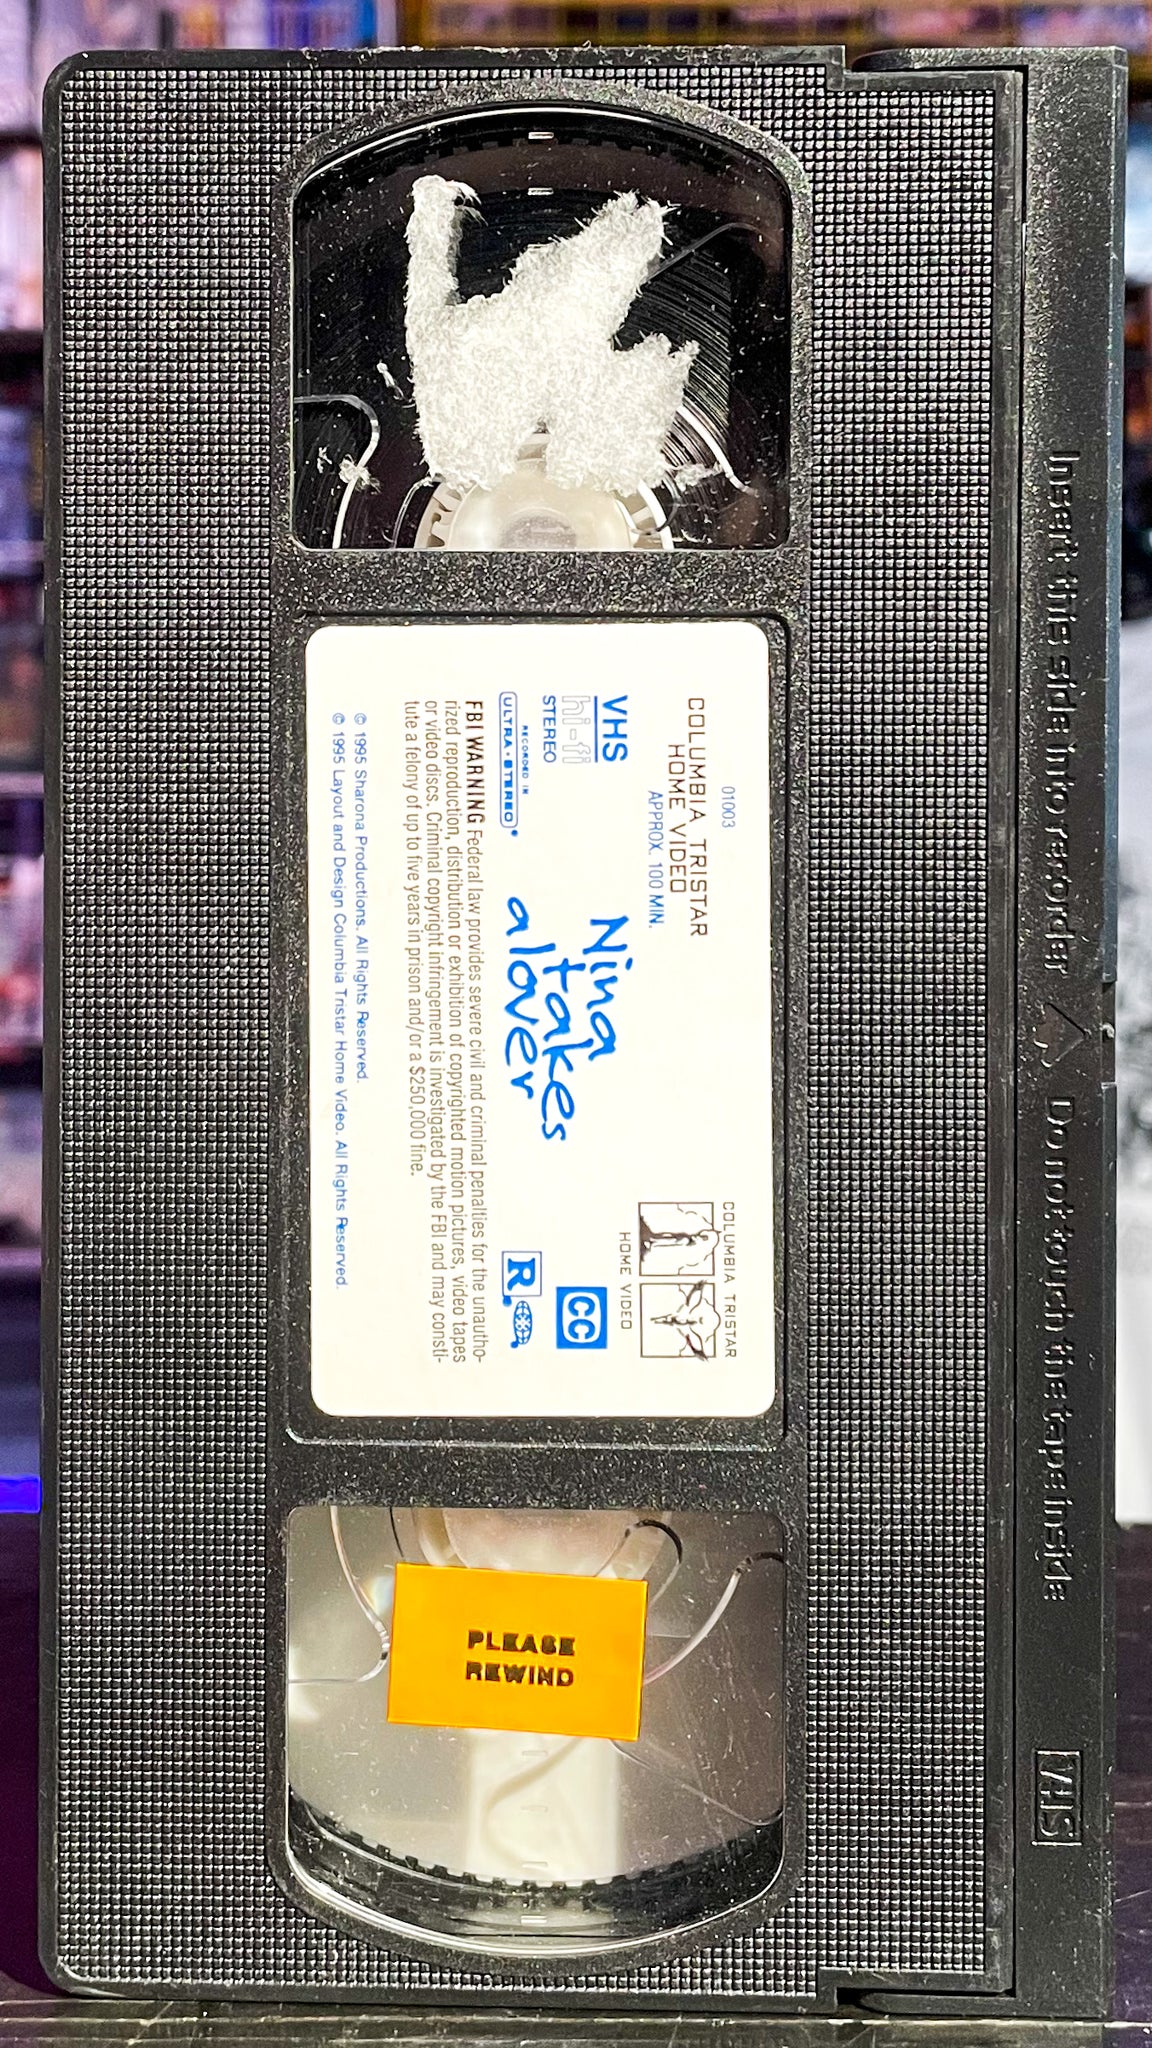 01003
COLUMBIA TRISTAR
HOME VIDEO
APPROX. 100 MIN.
VHS
hi-fi
STEREO
RECORDED IN
ULTRA-STEREO
Nina
takes
a lover
COLUMBIA TRISTAR
HOME VIDEO
CC
R
FBI WARNING Federal law provides severe civil and criminal penalties for the unautho-
rized reproduction, distribution or exhibition of copyrighted motion pictures, video tapes
or video discs. Criminal copyright infringement is investigated by the FBI and may consti-
tute a felony of up to five years in prison and/or a $250,000 fine.
© 1995 Sharona Productions. All Rights Reserved.
© 1995 Layout and Design Columbia Tristar Home Video. All Rights Reserved.
PLEASE
REWIND
Insert this side into recorder Do not touch the tape inside
VHS